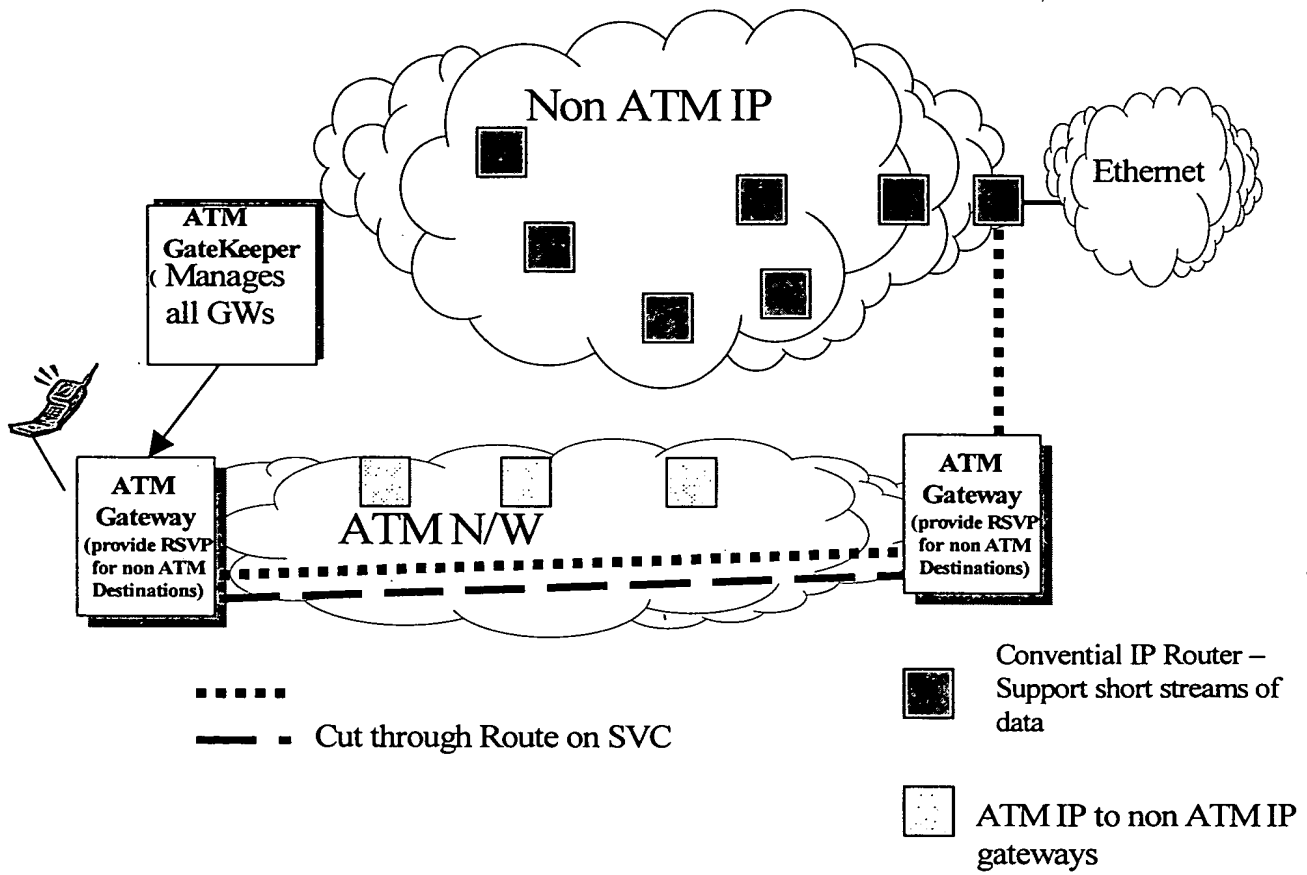 Non ATM IP
Ethernet
ATM
GateKeeper
( Manages
all GWs
ATM
Gateway
(provide RSVP
for non ATM
Destinations)
ATM N/W
ATM
Gateway
(provide RSVP
for non ATM
Destinations)
Convential IP Router –
Support short streams of
data
Cut through Route on SVC
ATM IP to non ATM IP
gateways